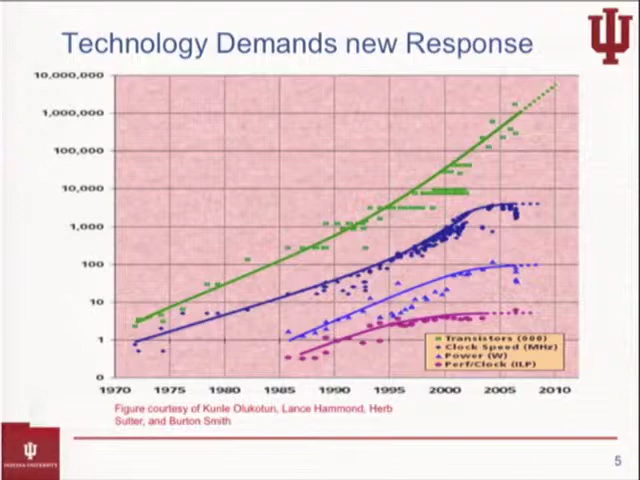 Technology Demands new Response
10,000,000
1,000,000
100,000
10,000
1,000
100
10
1
0
1970 1975 1980 1985 1990 1995 2000 2005 2010
Transistors (000)
Clock Speed (MHz)
Power (W)
Perf/Clock (ILP)
Figure courtesy of Kunle Olukotun, Lance Hammond, Herb
Sutter, and Burton Smith
INDIANA UNIVERSITY
5